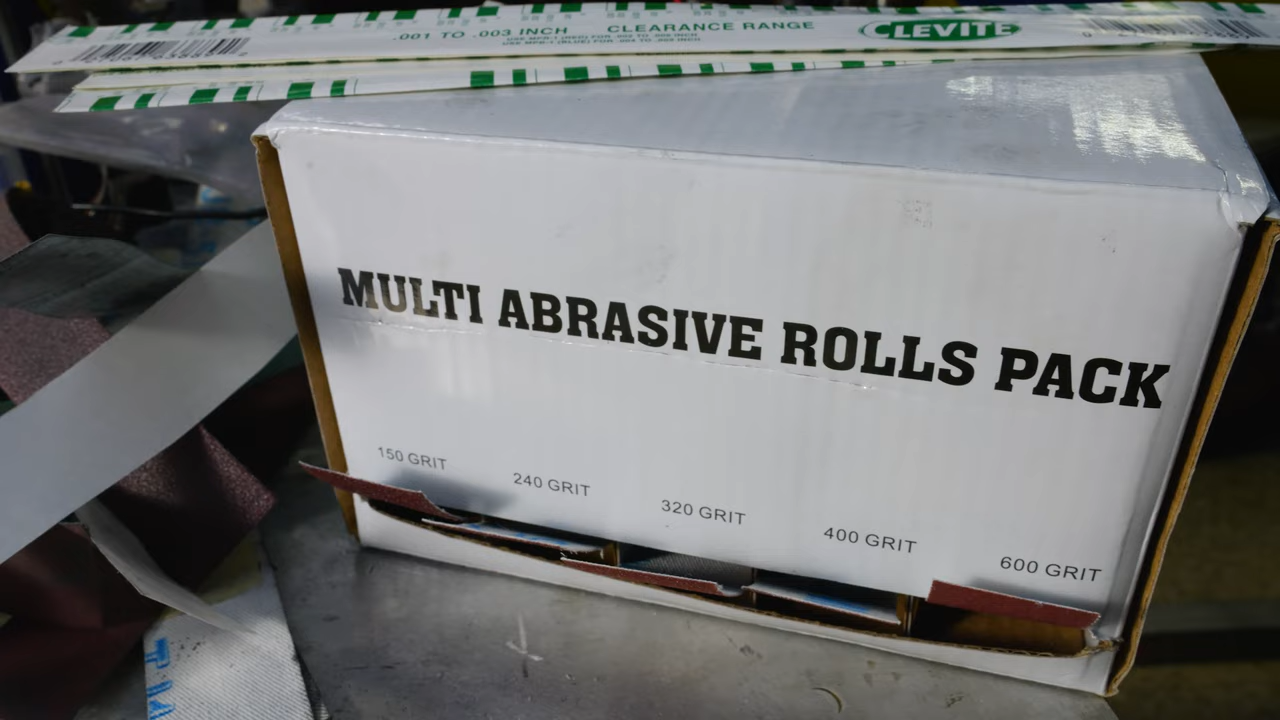 .001 TO .003 INCH CLEARANCE RANGE
CLEVITE
MULTI ABRASIVE ROLLS PACK
150 GRIT
240 GRIT
320 GRIT
400 GRIT
600 GRIT